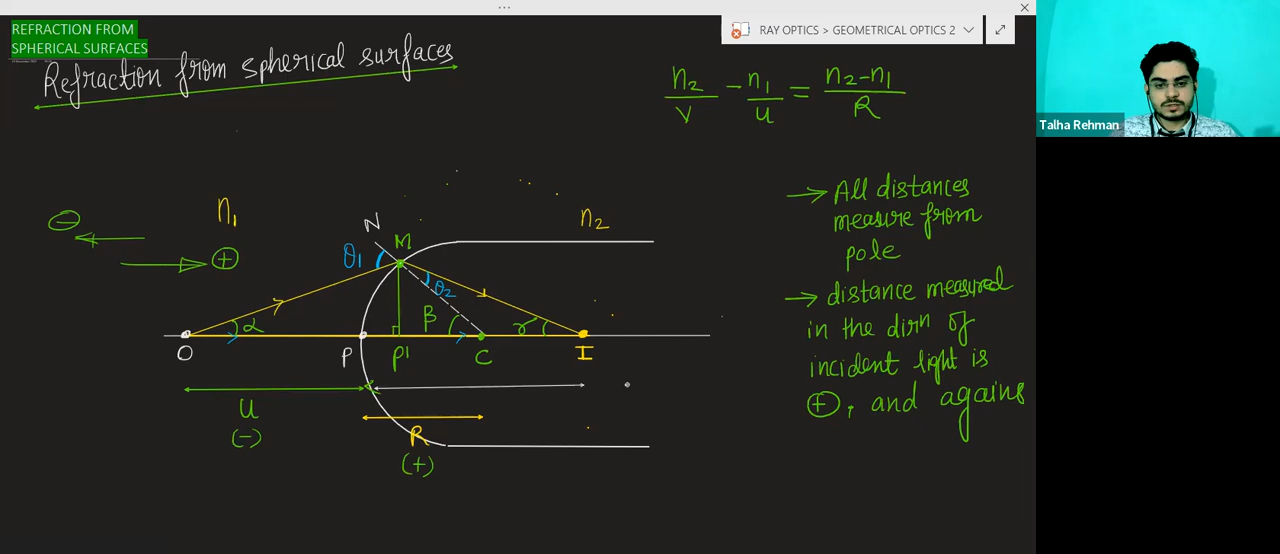 REFRACTION FROM
SPHERICAL SURFACES
RAY OPTICS > GEOMETRICAL OPTICS 2
Refraction from spherical surfaces
n2/v - n1/u = (n2-n1)/R
Talha Rehman
→ All distances
measure from
pole
→ distance measured
in the dirn of
incident light is
⊕, and agains
⊖
⊕
n1
n2
N
M
θ1
θ2
α
β
γ
O
P
P'
C
I
u
(-)
R
(+)